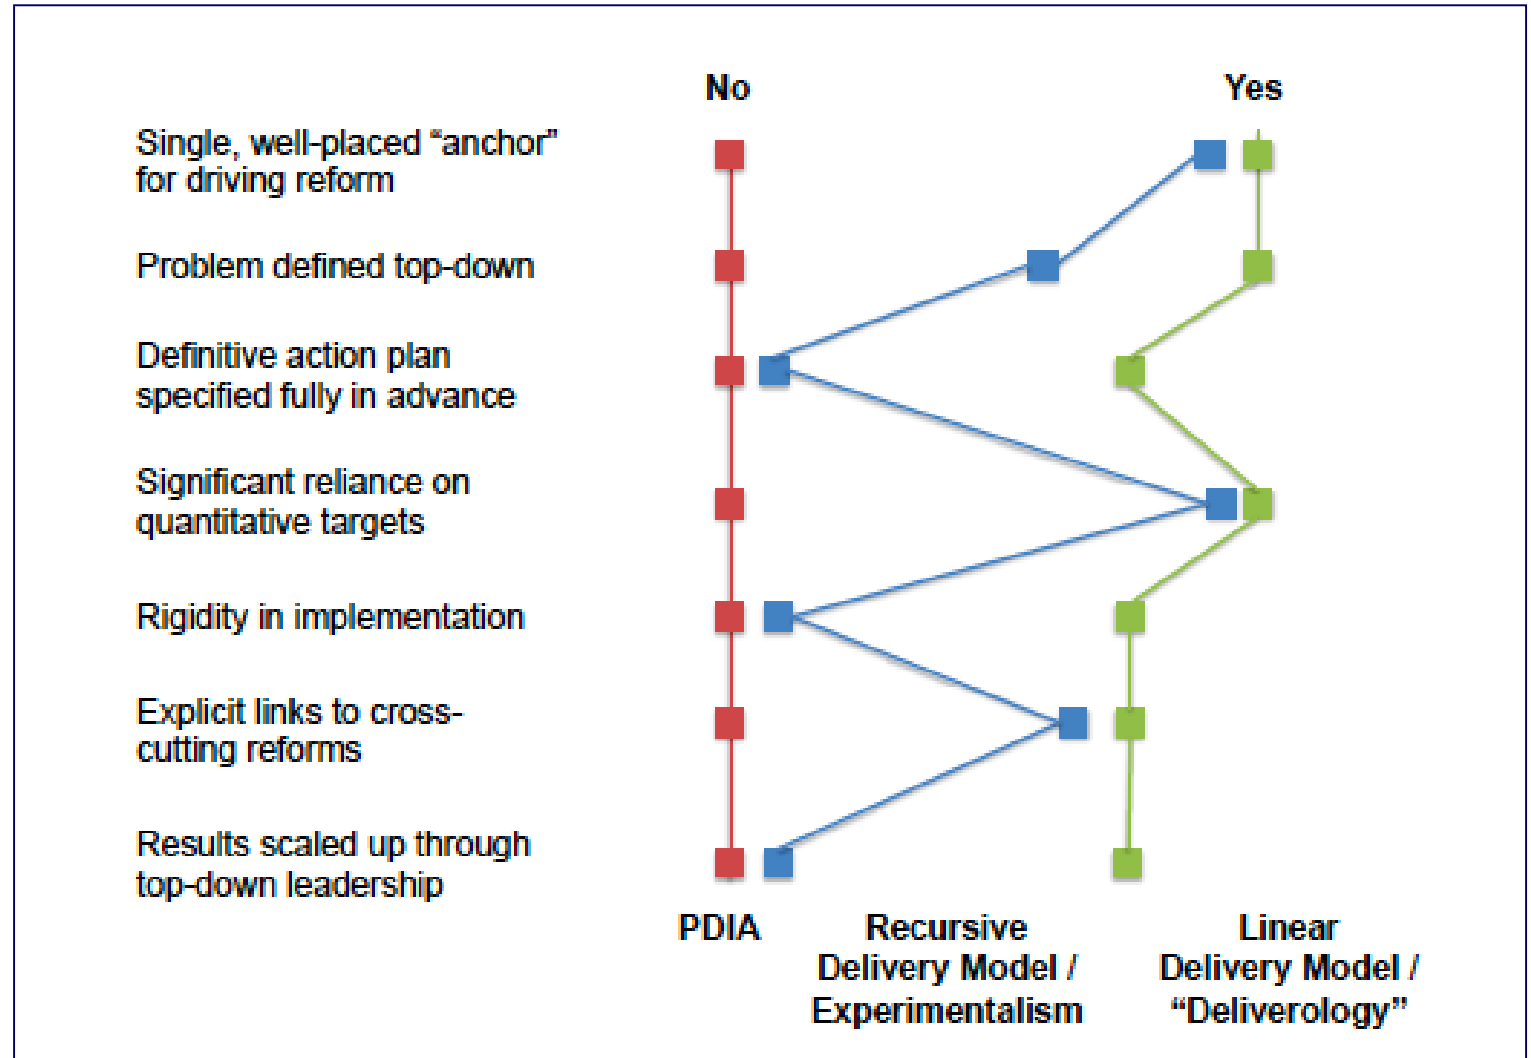 No
Yes
Single, well-placed “anchor”
for driving reform
Problem defined top-down
Definitive action plan
specified fully in advance
Significant reliance on
quantitative targets
Rigidity in implementation
Explicit links to cross-
cutting reforms
Results scaled up through
top-down leadership
PDIA
Recursive
Delivery Model /
Experimentalism
Linear
Delivery Model /
“Deliverology”